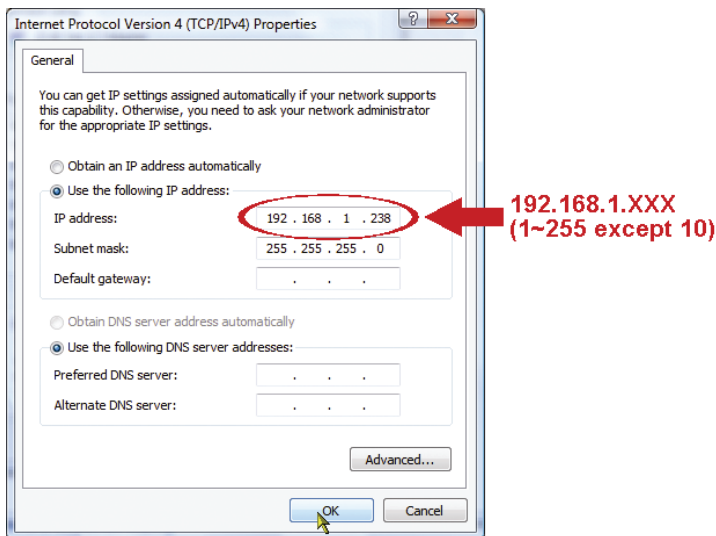 Internet Protocol Version 4 (TCP/IPv4) Properties
General
You can get IP settings assigned automatically if your network supports
this capability. Otherwise, you need to ask your network administrator
for the appropriate IP settings.
Obtain an IP address automatically
Use the following IP address:
IP address: 192 . 168 . 1 . 238
Subnet mask: 255 . 255 . 255 . 0
Default gateway: . . .
192.168.1.XXX
(1~255 except 10)
Obtain DNS server address automatically
Use the following DNS server addresses:
Preferred DNS server: . . .
Alternate DNS server: . . .
Advanced...
OK Cancel